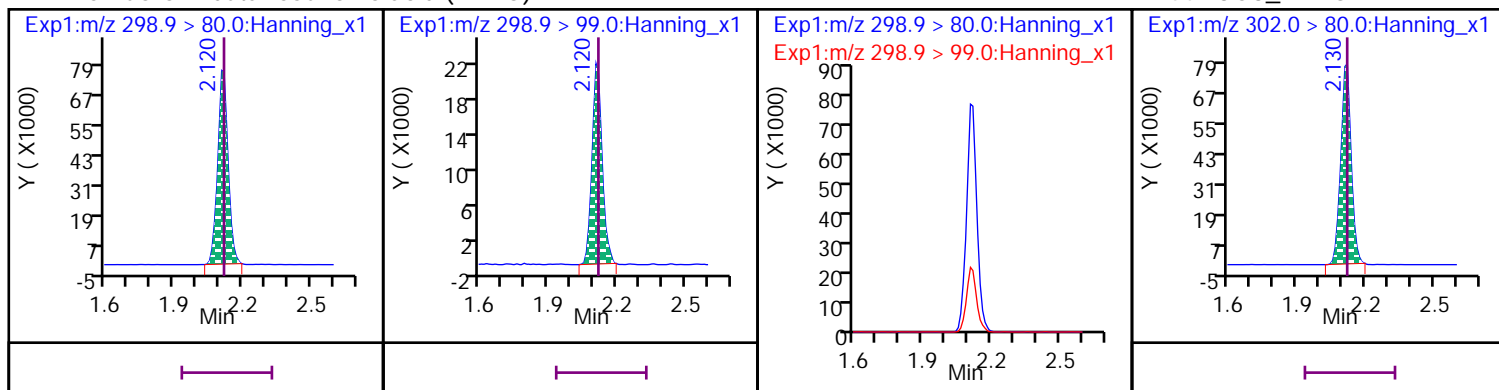 Exp1:m/z 298.9 > 80.0:Hanning_x1
2.120
Y ( X1000)
79
67
55
43
31
19
7
-5
1.6 1.9 2.2 2.5
Min
Exp1:m/z 298.9 > 99.0:Hanning_x1
2.120
Y ( X1000)
22
18
14
10
6
2
-2
1.6 1.9 2.2 2.5
Min
Exp1:m/z 298.9 > 80.0:Hanning_x1
Exp1:m/z 298.9 > 99.0:Hanning_x1
Y ( X1000)
90
80
70
60
50
40
30
20
10
0
1.6 1.9 2.2 2.5
Min
Exp1:m/z 302.0 > 80.0:Hanning_x1
2.130
Y ( X1000)
79
67
55
43
31
19
7
-5
1.6 1.9 2.2 2.5
Min